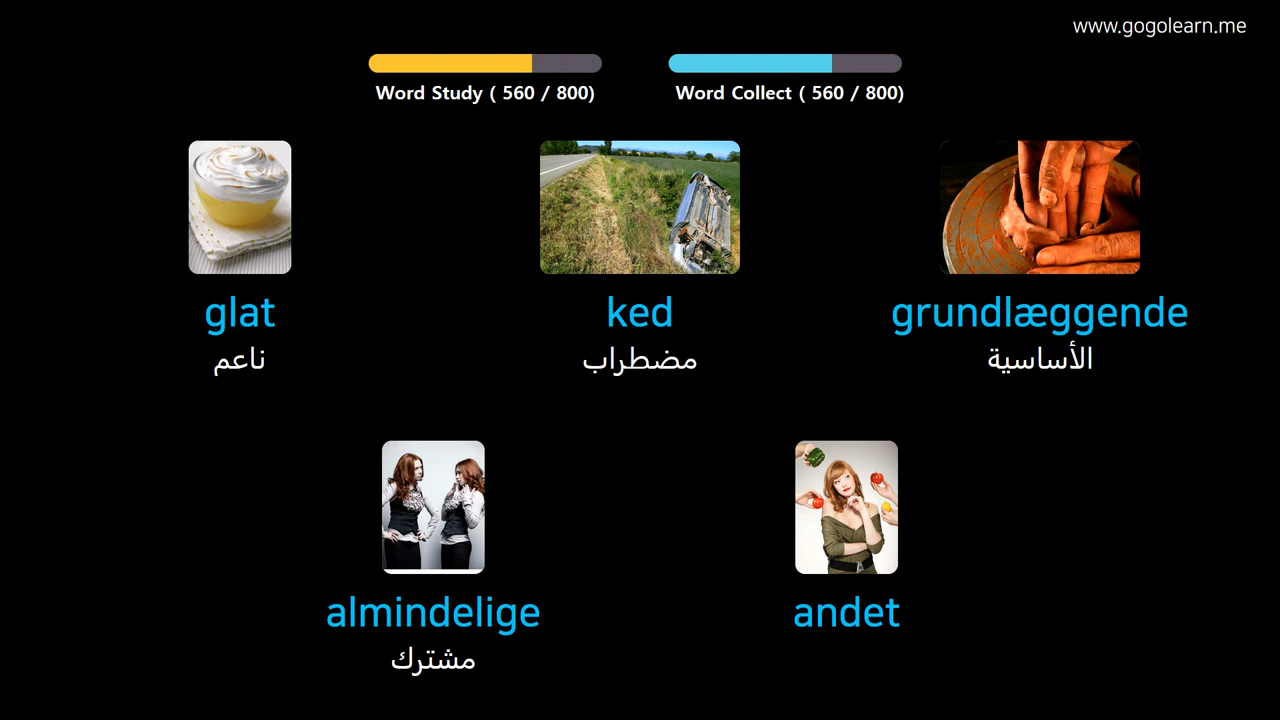 www.gogolearn.me
Word Study ( 560 / 800)
Word Collect ( 560 / 800)
glat
ناعم
ked
مضطراب
grundlæggende
الأساسية
almindelige
مشترك
andet